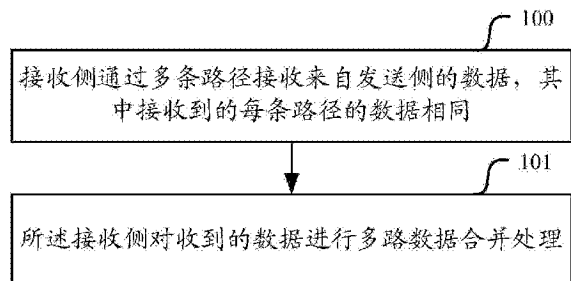 100
接收侧通过多条路径接收来自发送侧的数据，其
中接收到的每条路径的数据相同
101
所述接收侧对收到的数据进行多路数据合并处理